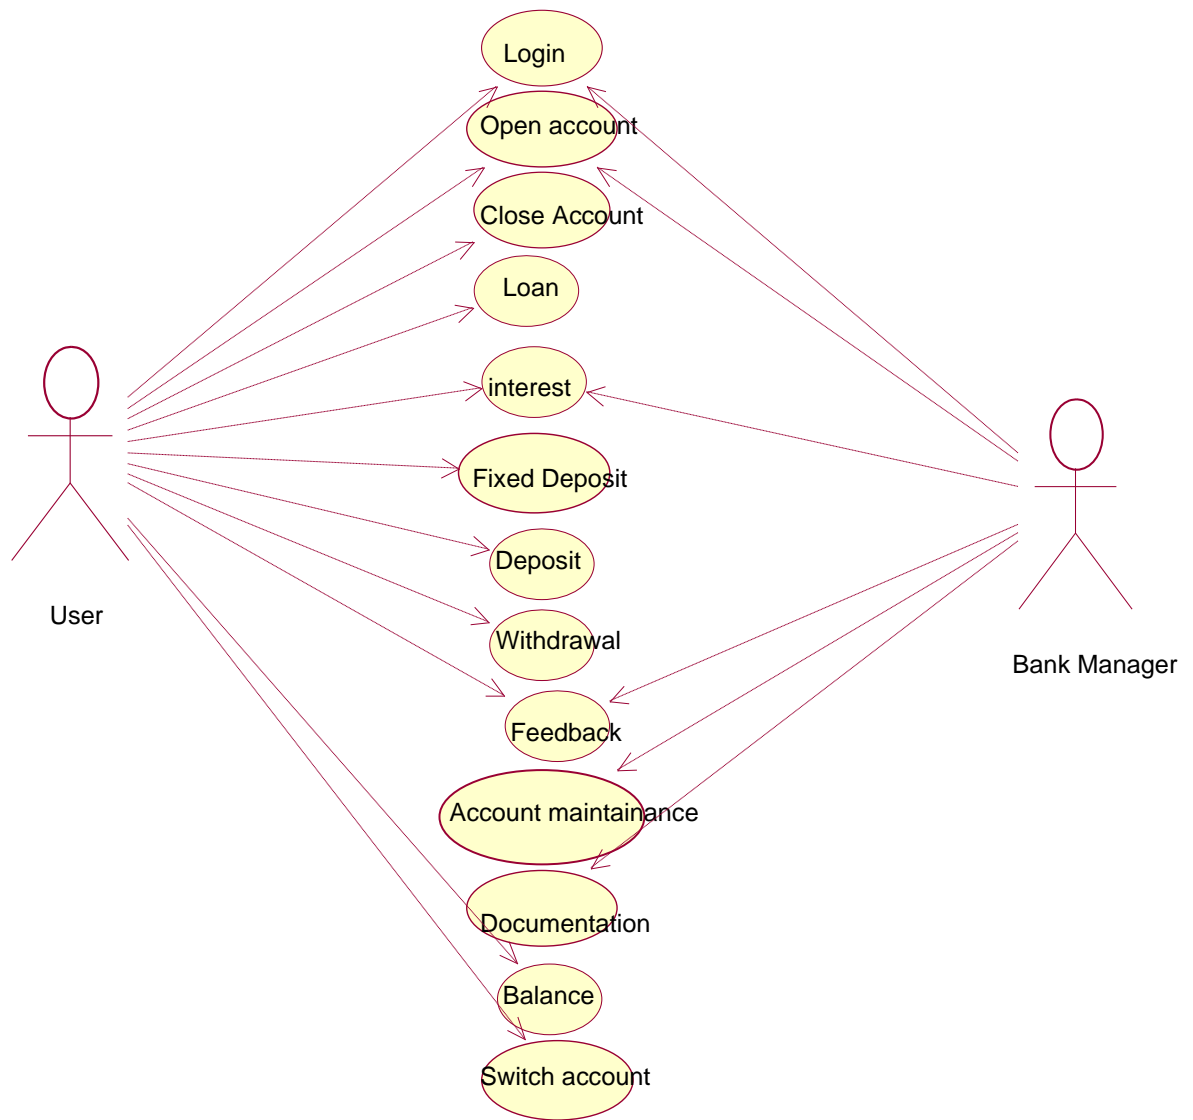 Login
Open account
Close Account
Loan
interest
Fixed Deposit
Deposit
User
Withdrawal
Bank Manager
Feedback
Account maintainance
Documentation
Balance
Switch account